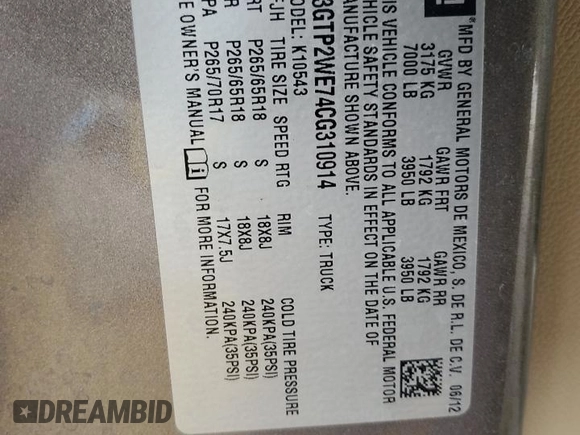 MFD BY GENERAL MOTORS DE MEXICO, S. DE R.L. DE C.V. 06/12
GVWR GAWR FRT GAWR RR
3175 KG 1792 KG 1792 KG
7000 LB 3950 LB 3950 LB
IS VEHICLE CONFORMS TO ALL APPLICABLE U.S. FEDERAL MOTOR
VEHICLE SAFETY STANDARDS IN EFFECT ON THE DATE OF
MANUFACTURE SHOWN ABOVE.
3GTP2WE74CG310914 TYPE: TRUCK
MODEL: K10543
FJH TIRE SIZE SPEED RTG RIM COLD TIRE PRESSURE
RT P265/65R18 S 18X8J 240KPA(35PSI)
R P265/65R18 S 18X8J 240KPA(35PSI)
PA P265/70R17 S 17X7.5J 240KPA(35PSI)
E OWNER'S MANUAL i FOR MORE INFORMATION.
DREAMBID